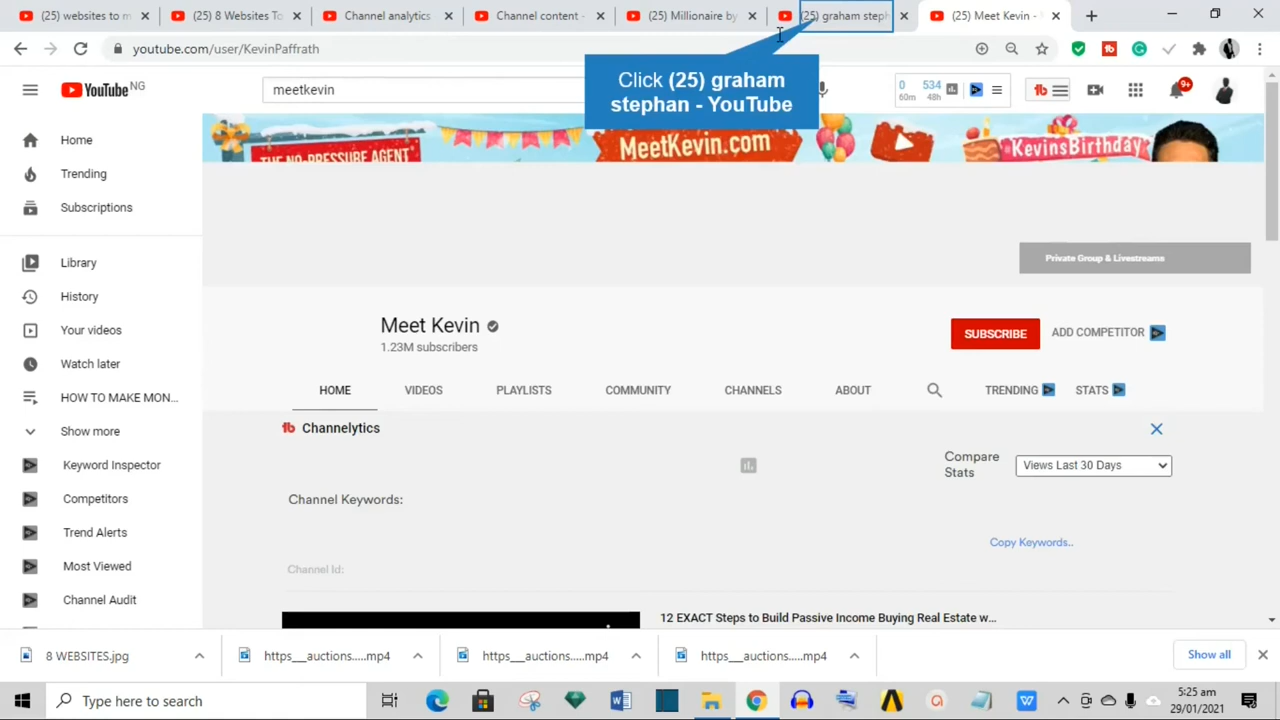 (25) websites to m
(25) 8 Websites To
Channel analytics
Channel content -
(25) Millionaire by
(25) graham steph
(25) Meet Kevin -
youtube.com/user/KevinPaffrath
Click (25) graham
stephan - YouTube
YouTube NG
meetkevin
0 534
60m 48h
9+
THE NO-PRESSURE AGENT
MeetKevin.com
KevinsBirthday
Home
Trending
Subscriptions
Library
History
Your videos
Watch later
HOW TO MAKE MON...
Show more
Keyword Inspector
Competitors
Trend Alerts
Most Viewed
Channel Audit
Private Group & Livestreams
Meet Kevin
1.23M subscribers
SUBSCRIBE
ADD COMPETITOR
HOME VIDEOS PLAYLISTS COMMUNITY CHANNELS ABOUT TRENDING STATS
Channelytics
Compare
Stats
Views Last 30 Days
Channel Keywords:
Copy Keywords..
Channel Id:
12 EXACT Steps to Build Passive Income Buying Real Estate w...
8 WEBSITES.jpg
https__auctions.....mp4
https__auctions.....mp4
https__auctions.....mp4
Show all
Type here to search
5:25 am
29/01/2021